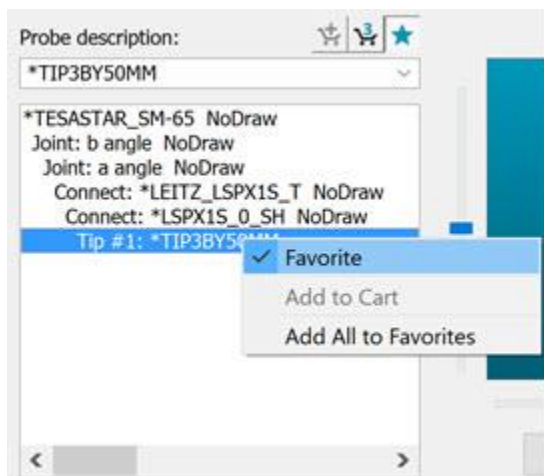 Probe description:
3
*TIP3BY50MM
*TESASTAR_SM-65 NoDraw
Joint: b angle NoDraw
Joint: a angle NoDraw
Connect: *LEITZ_LSPX1S_T NoDraw
Connect: *LSPX1S_0_SH NoDraw
Tip #1: *TIP3BY50MM
Favorite
Add to Cart
Add All to Favorites